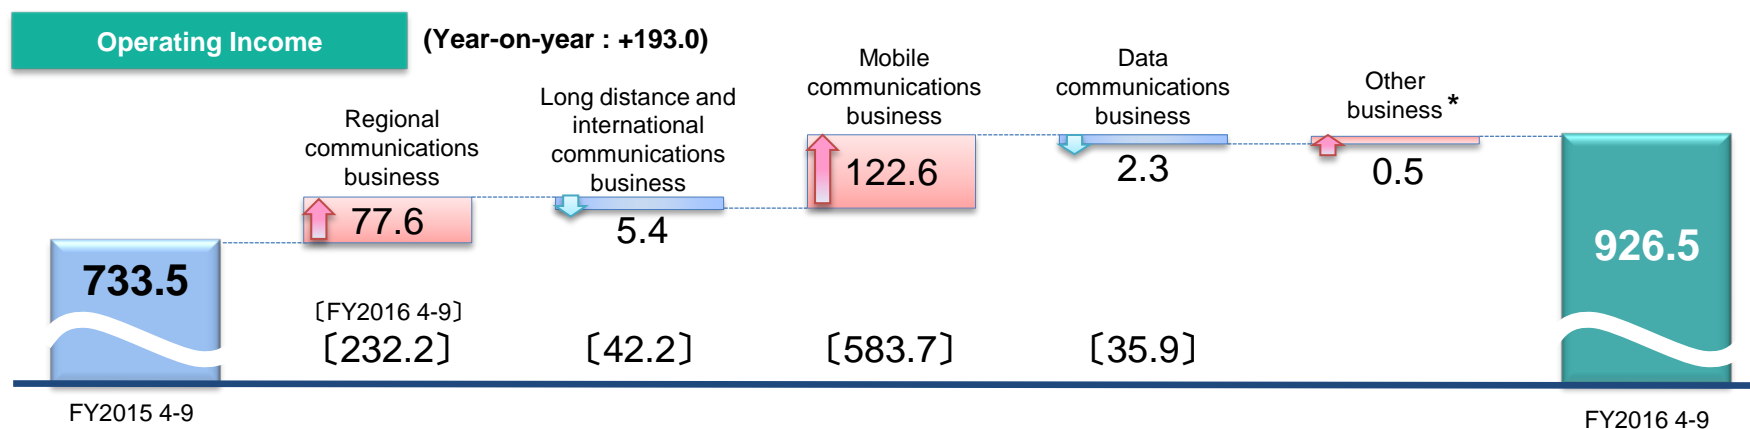 Operating Income
(Year-on-year : +193.0)
Regional
communications
business
77.6
Long distance and
international
communications
business
5.4
Mobile
communications
business
122.6
Data
communications
business
2.3
Other
business *
0.5
733.5
926.5
〔FY2016 4-9〕
〔232.2〕
〔42.2〕
〔583.7〕
〔35.9〕
FY2015 4-9
FY2016 4-9